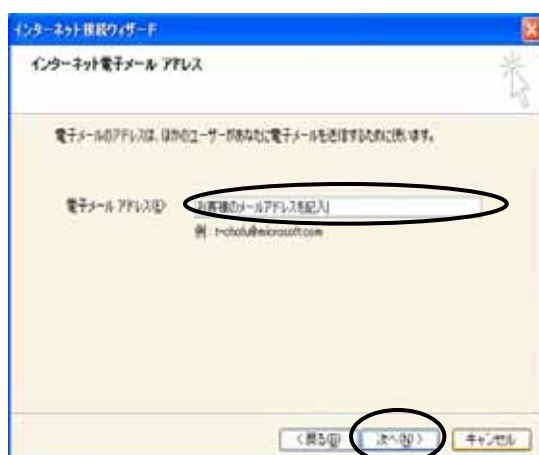 インターネット接続ウィザード
インターネット電子メール アドレス
電子メールのアドレスは、ほかのユーザーがあなたに電子メールを送信するために使います。
電子メール アドレス(E)
お客様のメールアドレスを記入
例 : t-chofu@microsoft.com
< 戻る(B)
次へ(N) >
キャンセル